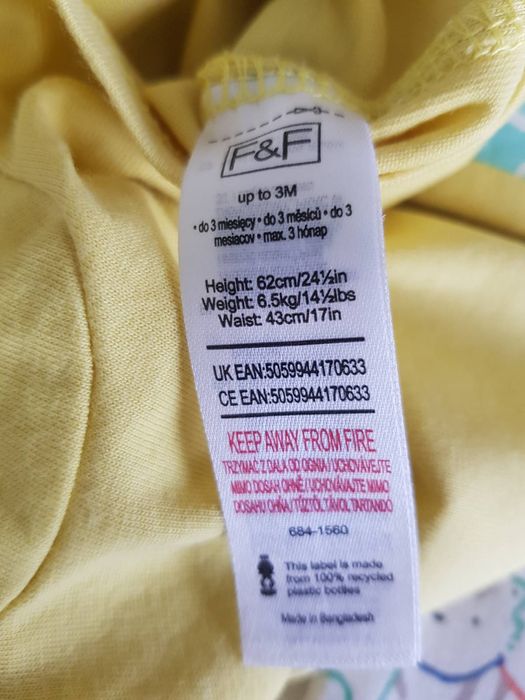 F&F
up to 3M
• do 3 miesięcy • do 3 měsíců • do 3
mesiacov • max. 3 hónap
Height: 62cm/24½in
Weight: 6.5kg/14½lbs
Waist: 43cm/17in
UK EAN:5059944170633
CE EAN:5059944170633
KEEP AWAY FROM FIRE
TRZYMAĆ Z DALA OD OGNIA / UCHOVÁVEJTE
MIMO DOSAH OHNĚ / UCHOVÁVAJTE MIMO
DOSAHU OHŇA / TŰZTŐL TÁVOL TARTANDO
684-1560
This label is made
from 100% recycled
plastic bottles
Made in Bangladesh